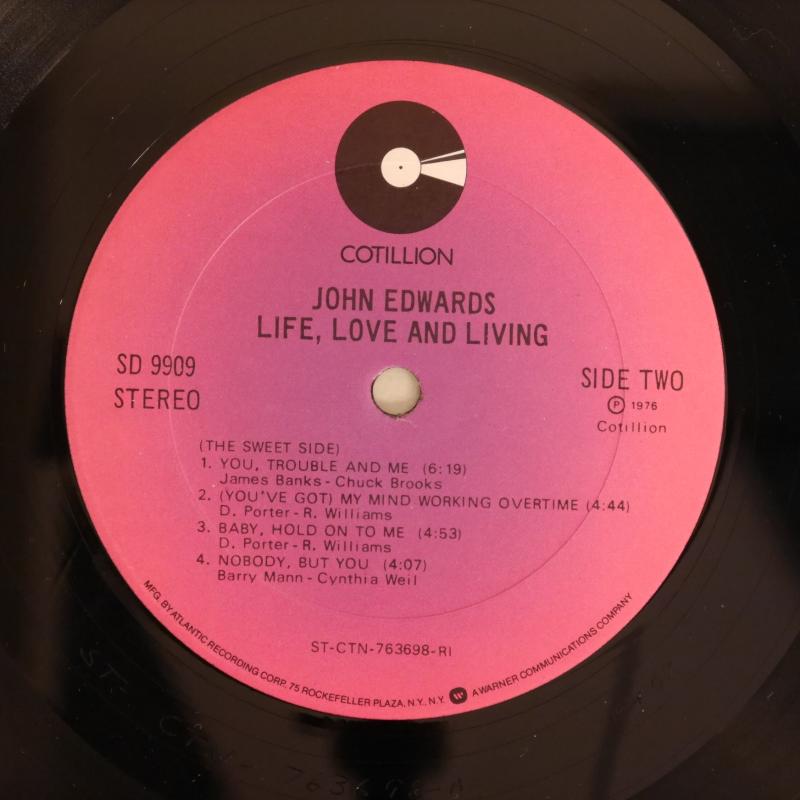 COTILLION
JOHN EDWARDS
LIFE, LOVE AND LIVING
SD 9909
STEREO
SIDE TWO
Ⓟ 1976
Cotillion
(THE SWEET SIDE)
1. YOU, TROUBLE AND ME (6:19)
James Banks - Chuck Brooks
2. (YOU'VE GOT) MY MIND WORKING OVERTIME (4:44)
D. Porter - R. Williams
3. BABY, HOLD ON TO ME (4:53)
D. Porter - R. Williams
4. NOBODY, BUT YOU (4:07)
Barry Mann - Cynthia Weil
ST-CTN-763698-RI
MFG. BY ATLANTIC RECORDING CORP. 75 ROCKEFELLER PLAZA, N.Y., N.Y. W A WARNER COMMUNICATIONS COMPANY